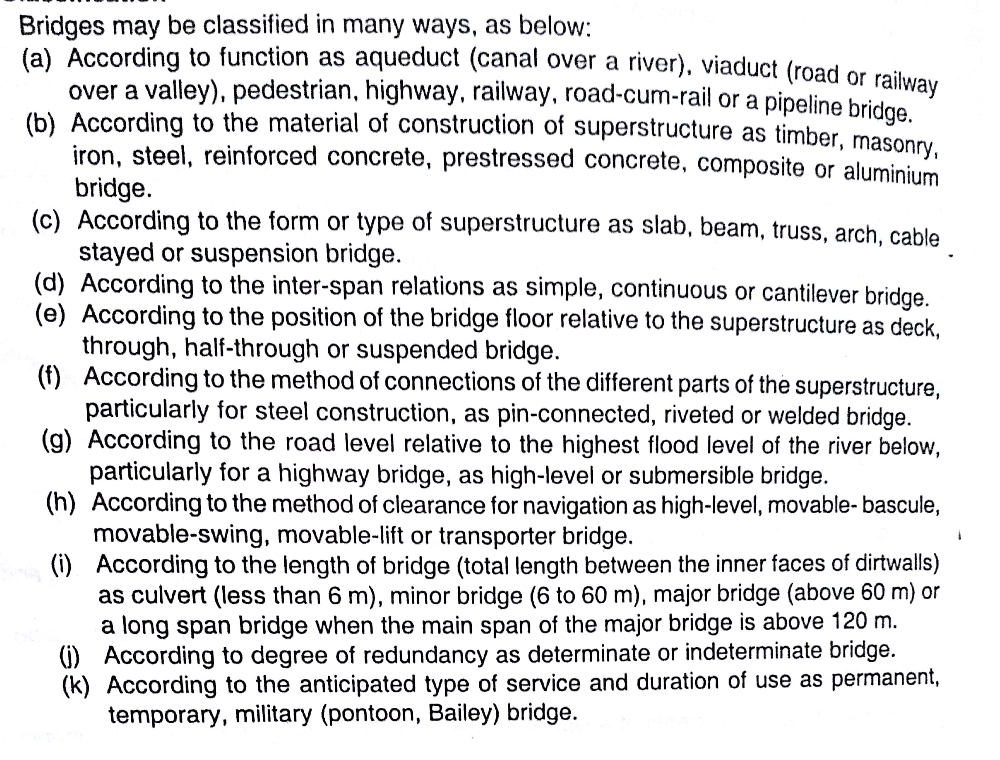 Bridges may be classified in many ways, as below:
(a) According to function as aqueduct (canal over a river), viaduct (road or railway
over a valley), pedestrian, highway, railway, road-cum-rail or a pipeline bridge.
(b) According to the material of construction of superstructure as timber, masonry,
iron, steel, reinforced concrete, prestressed concrete, composite or aluminium
bridge.
(c) According to the form or type of superstructure as slab, beam, truss, arch, cable
stayed or suspension bridge.
(d) According to the inter-span relations as simple, continuous or cantilever bridge.
(e) According to the position of the bridge floor relative to the superstructure as deck,
through, half-through or suspended bridge.
(f) According to the method of connections of the different parts of the superstructure,
particularly for steel construction, as pin-connected, riveted or welded bridge.
(g) According to the road level relative to the highest flood level of the river below,
particularly for a highway bridge, as high-level or submersible bridge.
(h) According to the method of clearance for navigation as high-level, movable- bascule,
movable-swing, movable-lift or transporter bridge.
(i) According to the length of bridge (total length between the inner faces of dirtwalls)
as culvert (less than 6 m), minor bridge (6 to 60 m), major bridge (above 60 m) or
a long span bridge when the main span of the major bridge is above 120 m.
(j) According to degree of redundancy as determinate or indeterminate bridge.
(k) According to the anticipated type of service and duration of use as permanent,
temporary, military (pontoon, Bailey) bridge.